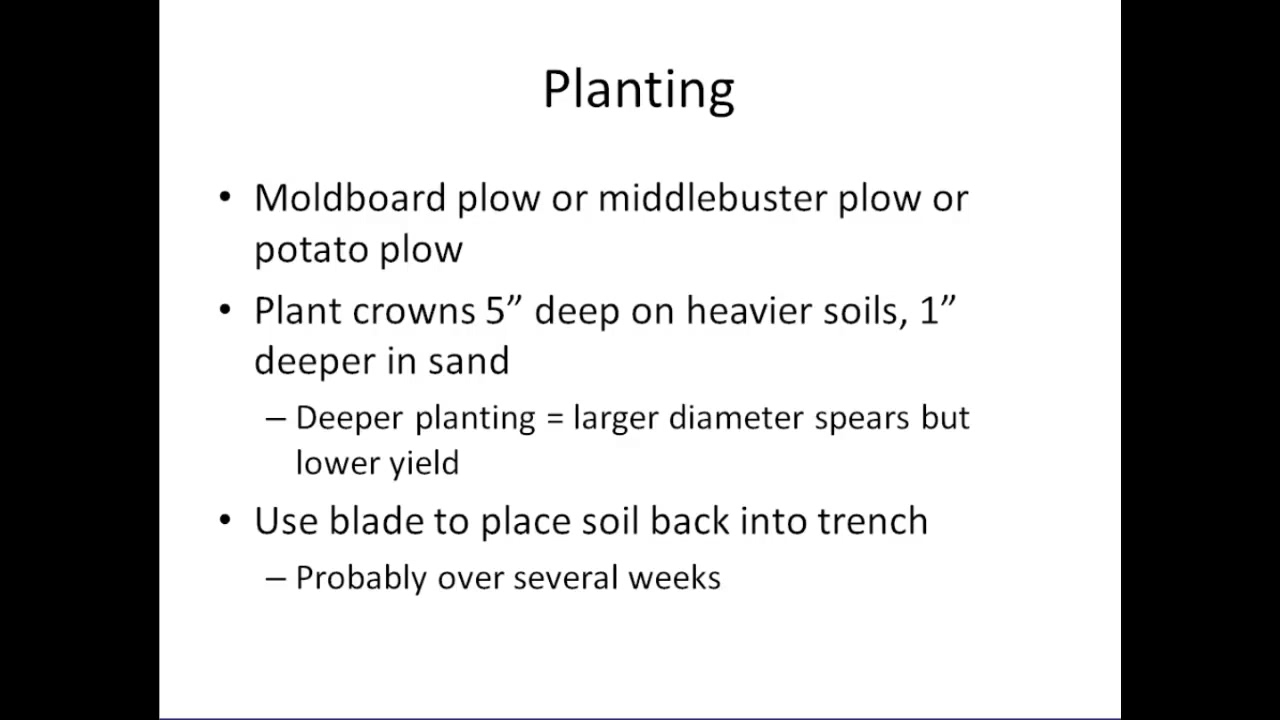 Planting
• Moldboard plow or middlebuster plow or
potato plow
• Plant crowns 5” deep on heavier soils, 1”
deeper in sand
– Deeper planting = larger diameter spears but
lower yield
• Use blade to place soil back into trench
– Probably over several weeks